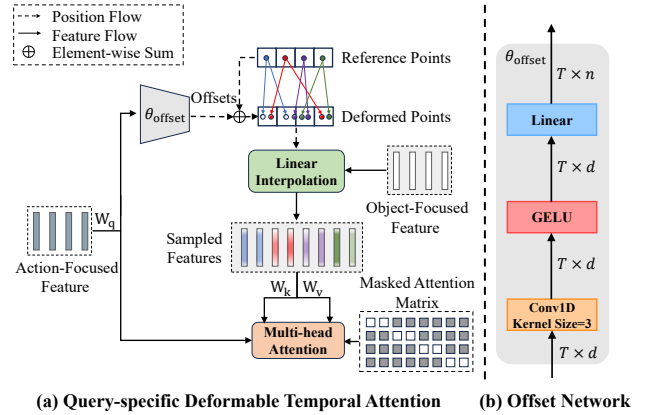 Position Flow
Feature Flow
Element-wise Sum
Reference Points
θoffset
Offsets
Deformed Points
Linear
Interpolation
Object-Focused
Feature
Wq
Action-Focused
Feature
Sampled
Features
Wk Wv
Masked Attention
Matrix
Multi-head
Attention
(a) Query-specific Deformable Temporal Attention
θoffset
T × n
Linear
T × d
GELU
T × d
Conv1D
Kernel Size=3
T × d
(b) Offset Network